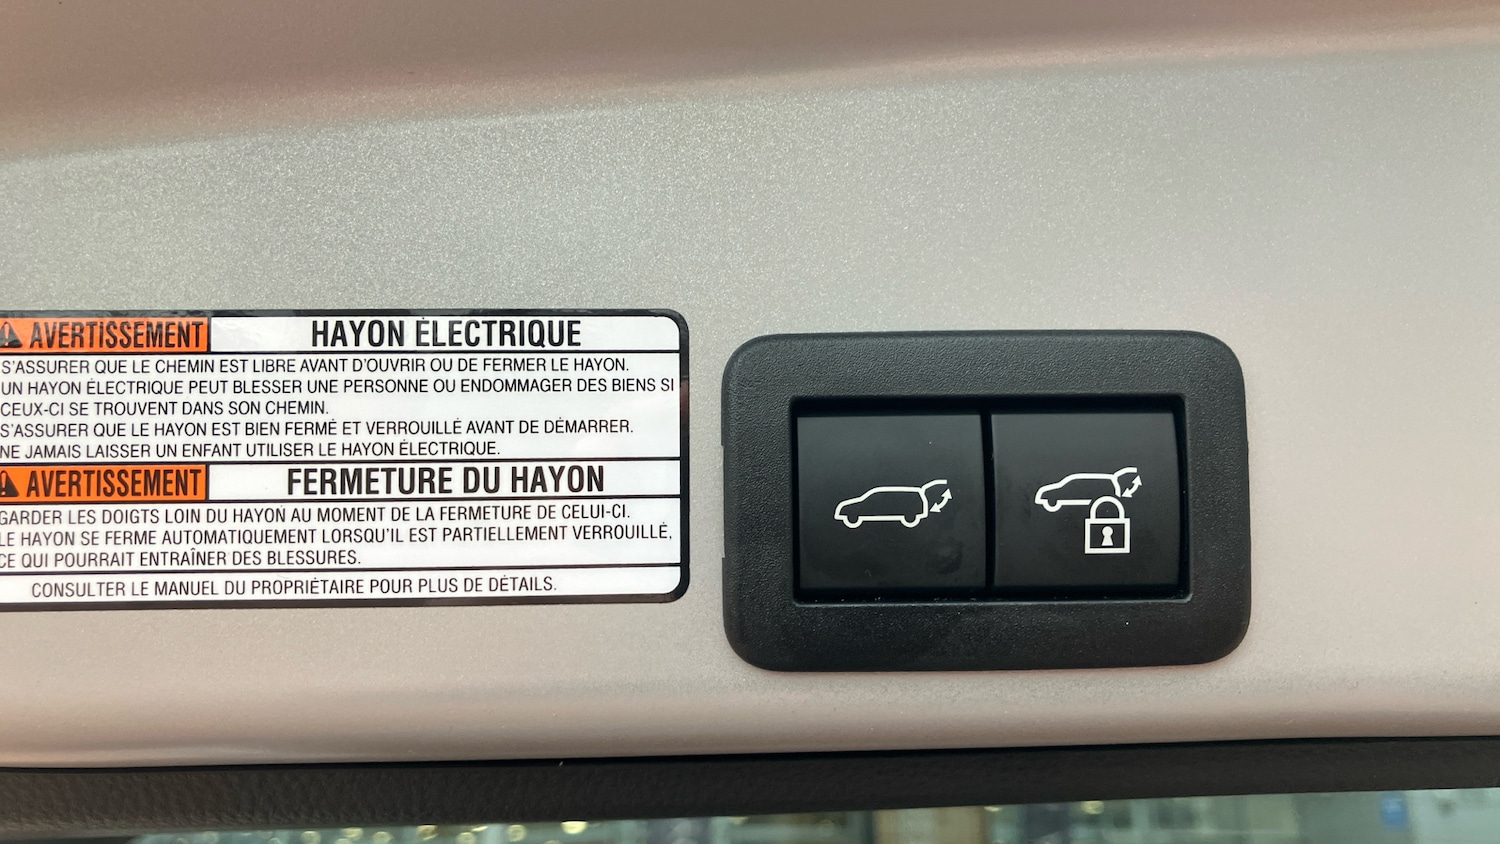 AVERTISSEMENT HAYON ÉLECTRIQUE
S'ASSURER QUE LE CHEMIN EST LIBRE AVANT D'OUVRIR OU DE FERMER LE HAYON.
UN HAYON ÉLECTRIQUE PEUT BLESSER UNE PERSONNE OU ENDOMMAGER DES BIENS SI
CEUX-CI SE TROUVENT DANS SON CHEMIN.
S'ASSURER QUE LE HAYON EST BIEN FERMÉ ET VERROUILLÉ AVANT DE DÉMARRER.
NE JAMAIS LAISSER UN ENFANT UTILISER LE HAYON ÉLECTRIQUE.
AVERTISSEMENT FERMETURE DU HAYON
GARDER LES DOIGTS LOIN DU HAYON AU MOMENT DE LA FERMETURE DE CELUI-CI.
LE HAYON SE FERME AUTOMATIQUEMENT LORSQU'IL EST PARTIELLEMENT VERROUILLÉ,
CE QUI POURRAIT ENTRAÎNER DES BLESSURES.
CONSULTER LE MANUEL DU PROPRIÉTAIRE POUR PLUS DE DÉTAILS.